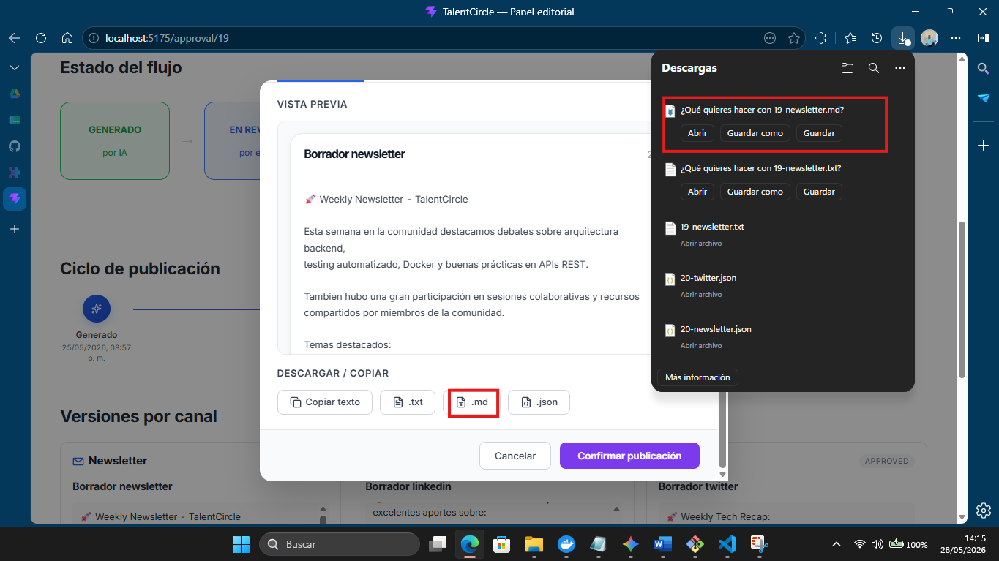 TalentCircle — Panel editorial
localhost:5175/approval/19
Estado del flujo
GENERADO
por IA
→
EN REV
por e
Ciclo de publicación
Generado
25/05/2026, 08:57
p. m.
Versiones por canal
Newsletter
Borrador newsletter
🚀 Weekly Newsletter - TalentCircle
Borrador linkedin
excelentes aportes sobre:
APPROVED
Borrador twitter
🚀 Weekly Tech Recap:
VISTA PREVIA
Borrador newsletter
🚀 Weekly Newsletter - TalentCircle
Esta semana en la comunidad destacamos debates sobre arquitectura
backend,
testing automatizado, Docker y buenas prácticas en APIs REST.
También hubo una gran participación en sesiones colaborativas y recursos
compartidos por miembros de la comunidad.
Temas destacados:
DESCARGAR / COPIAR
Copiar texto
.txt
.md
.json
Cancelar
Confirmar publicación
Descargas
¿Qué quieres hacer con 19-newsletter.md?
Abrir
Guardar como
Guardar
¿Qué quieres hacer con 19-newsletter.txt?
Abrir
Guardar como
Guardar
19-newsletter.txt
Abrir archivo
20-twitter.json
Abrir archivo
20-newsletter.json
Abrir archivo
Más información
Buscar
100%
14:15
28/05/2026